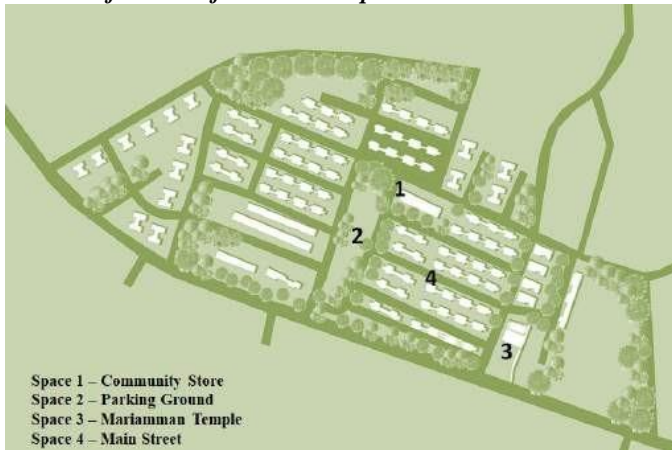 1
2
4
3
Space 1 – Community Store
Space 2 – Parking Ground
Space 3 – Mariamman Temple
Space 4 – Main Street